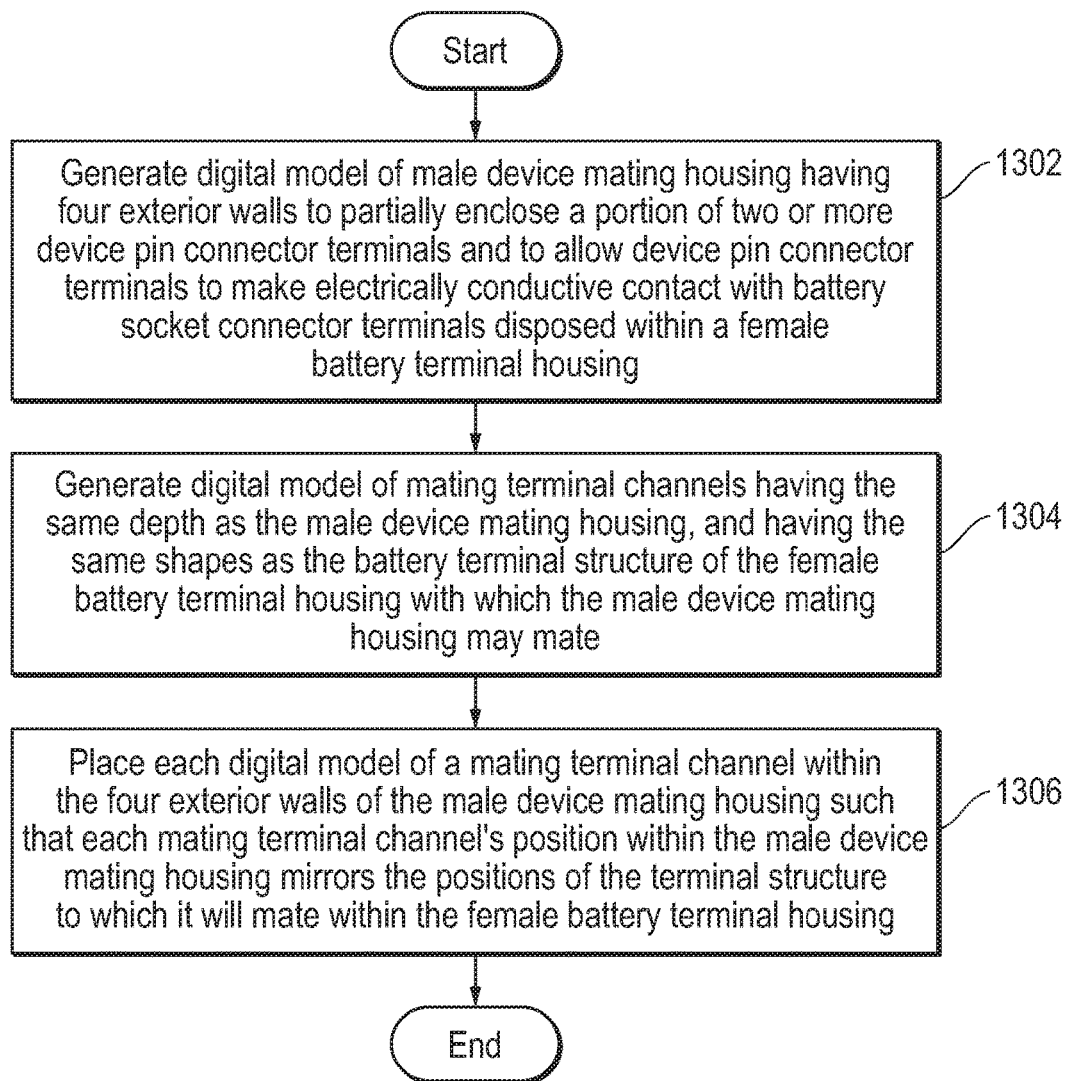 Start
Generate digital model of male device mating housing having
four exterior walls to partially enclose a portion of two or more
device pin connector terminals and to allow device pin connector
terminals to make electrically conductive contact with battery
socket connector terminals disposed within a female
battery terminal housing
1302
Generate digital model of mating terminal channels having the
same depth as the male device mating housing, and having the
same shapes as the battery terminal structure of the female
battery terminal housing with which the male device mating
housing may mate
1304
Place each digital model of a mating terminal channel within
the four exterior walls of the male device mating housing such
that each mating terminal channel's position within the male device
mating housing mirrors the positions of the terminal structure
to which it will mate within the female battery terminal housing
1306
End